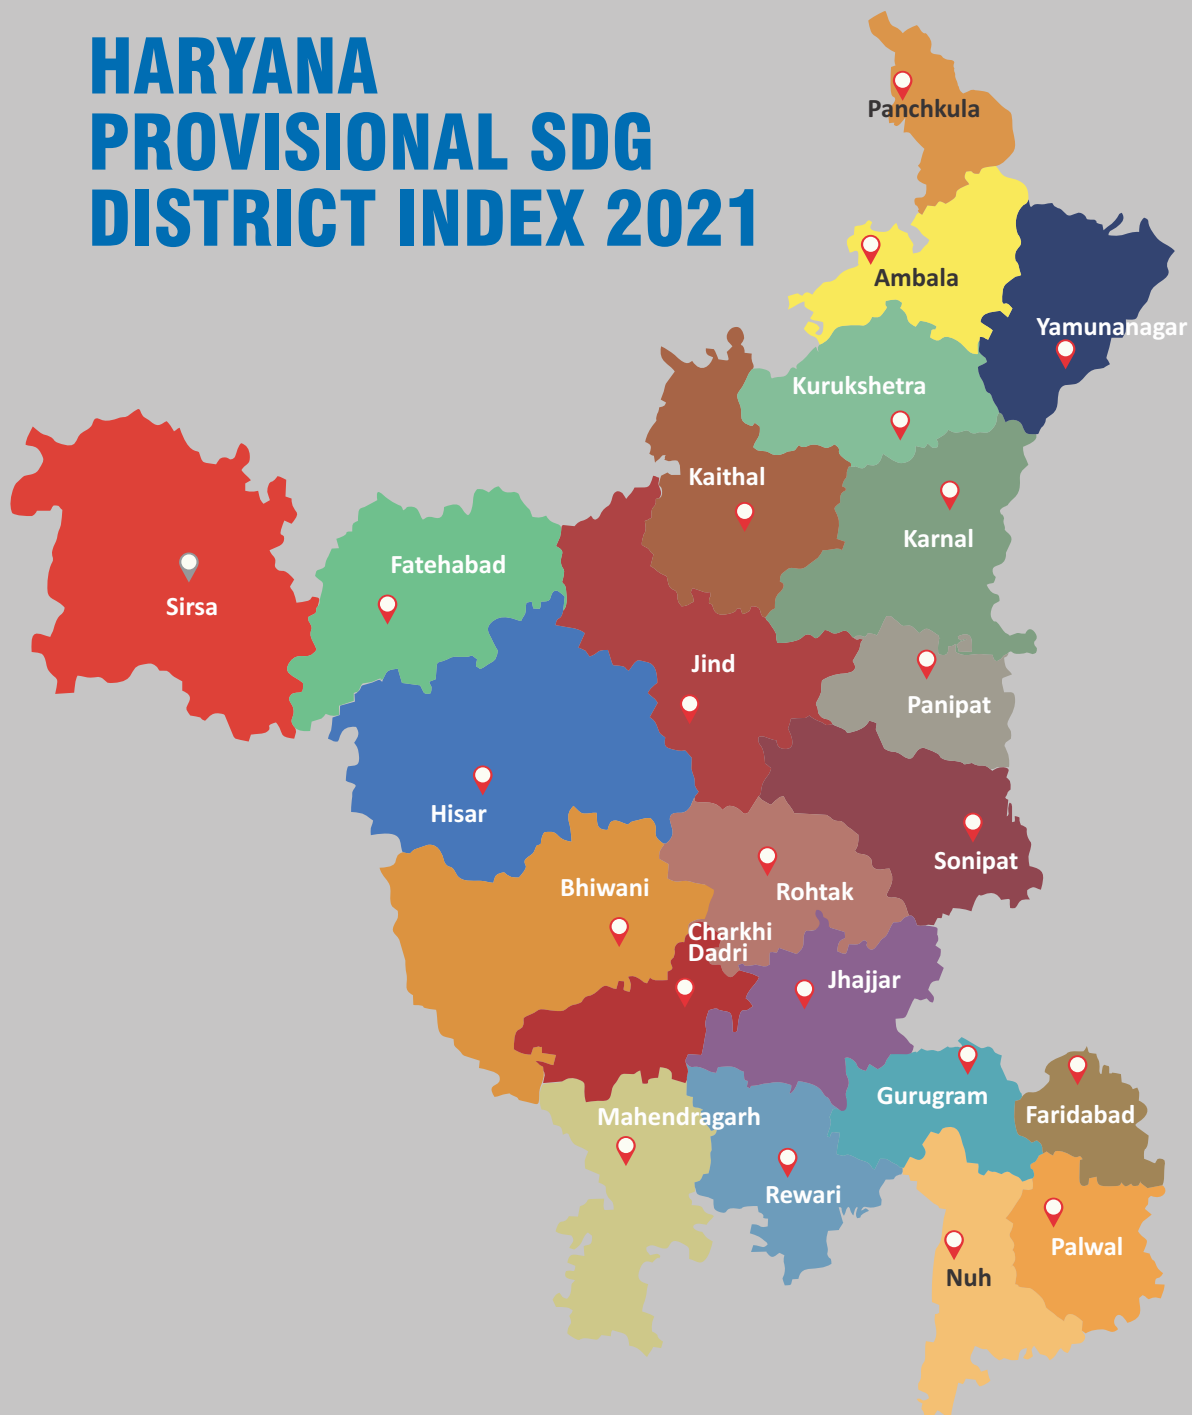 HARYANA
PROVISIONAL SDG
DISTRICT INDEX 2021
Panchkula
Ambala
Yamunanagar
Kurukshetra
Kaithal
Karnal
Fatehabad
Sirsa
Jind
Panipat
Hisar
Sonipat
Bhiwani
Rohtak
Charkhi
Dadri
Jhajjar
Gurugram
Faridabad
Mahendragarh
Rewari
Palwal
Nuh